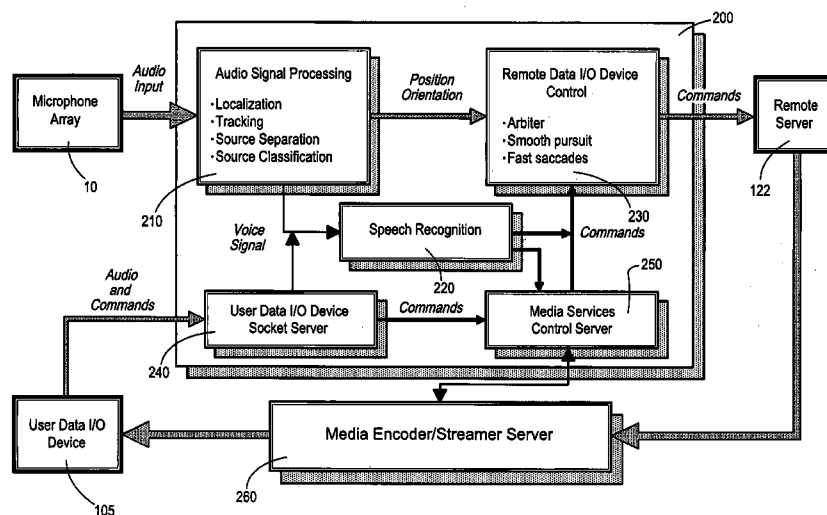 200
Audio
Input
Audio Signal Processing
·Localization
·Tracking
·Source Separation
·Source Classification
Position
Orientation
Remote Data I/O Device
Control
·Arbiter
·Smooth pursuit
·Fast saccades
Commands
Microphone
Array
Remote
Server
10
210
230
122
Voice
Signal
Speech Recognition
Commands
220
250
Audio
and
Commands
User Data I/O Device
Socket Server
Commands
Media Services
Control Server
240
User Data I/O
Device
Media Encoder/Streamer Server
105
260